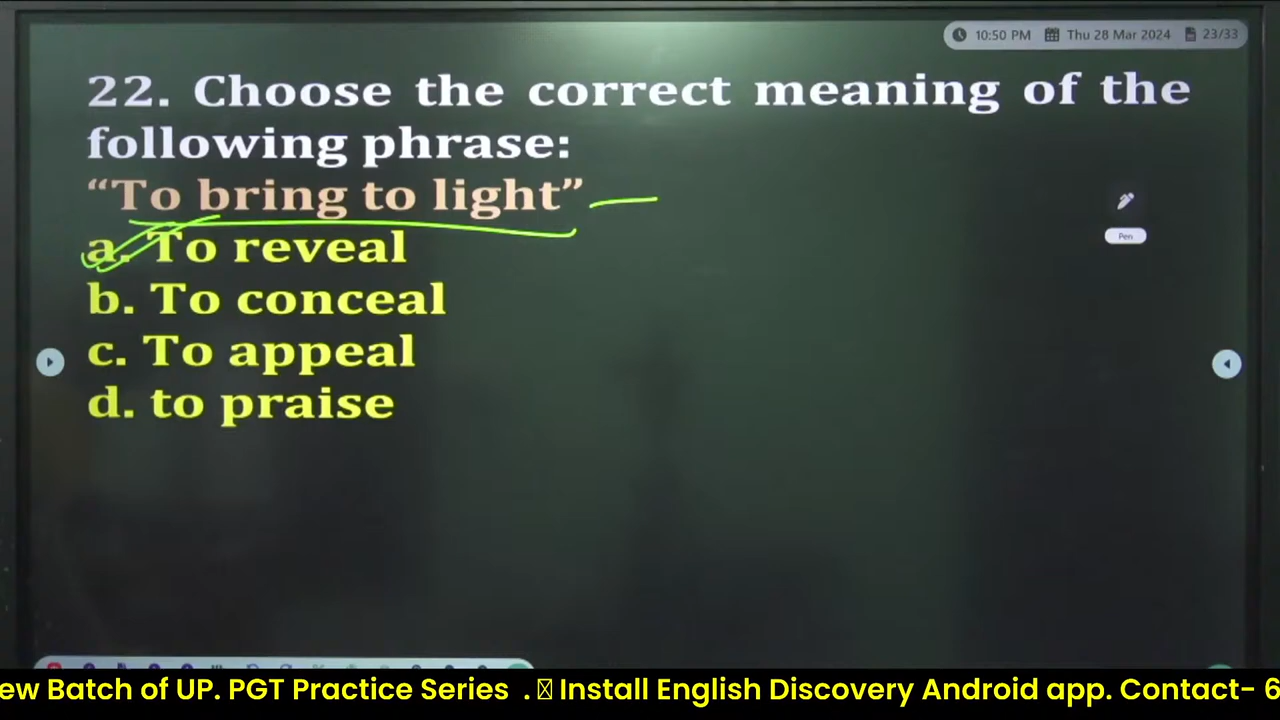 10:50 PM Thu 28 Mar 2024 23/33
22. Choose the correct meaning of the
following phrase:
“To bring to light”
Pen
a. To reveal
b. To conceal
c. To appeal
d. to praise
ew Batch of UP. PGT Practice Series . Install English Discovery Android app. Contact- 6